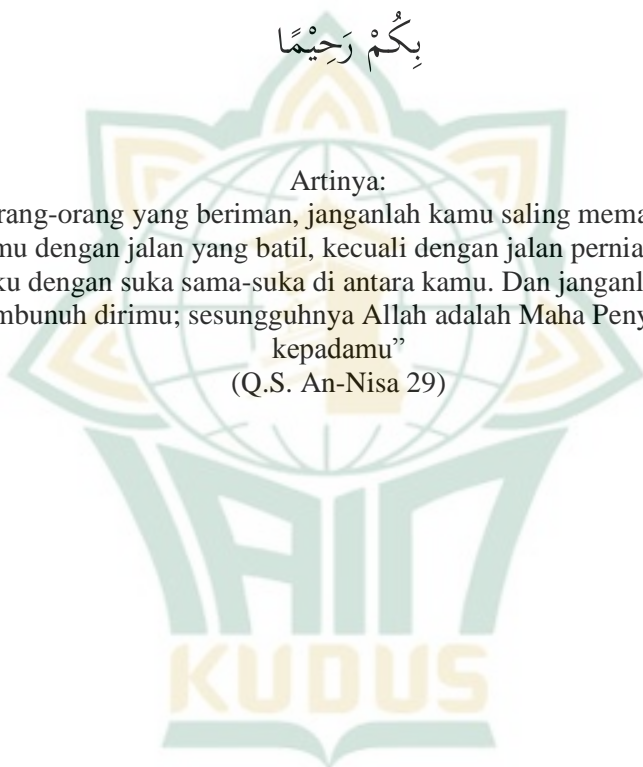 بِكُمْ رَحِيْمًا
Artinya:
rang-orang yang beriman, janganlah kamu saling mema
mu dengan jalan yang batil, kecuali dengan jalan pernia
ku dengan suka sama-suka di antara kamu. Dan janganl
mbunuh dirimu; sesungguhnya Allah adalah Maha Peny
kepadamu”
(Q.S. An-Nisa 29)
IAIN
KUDUS